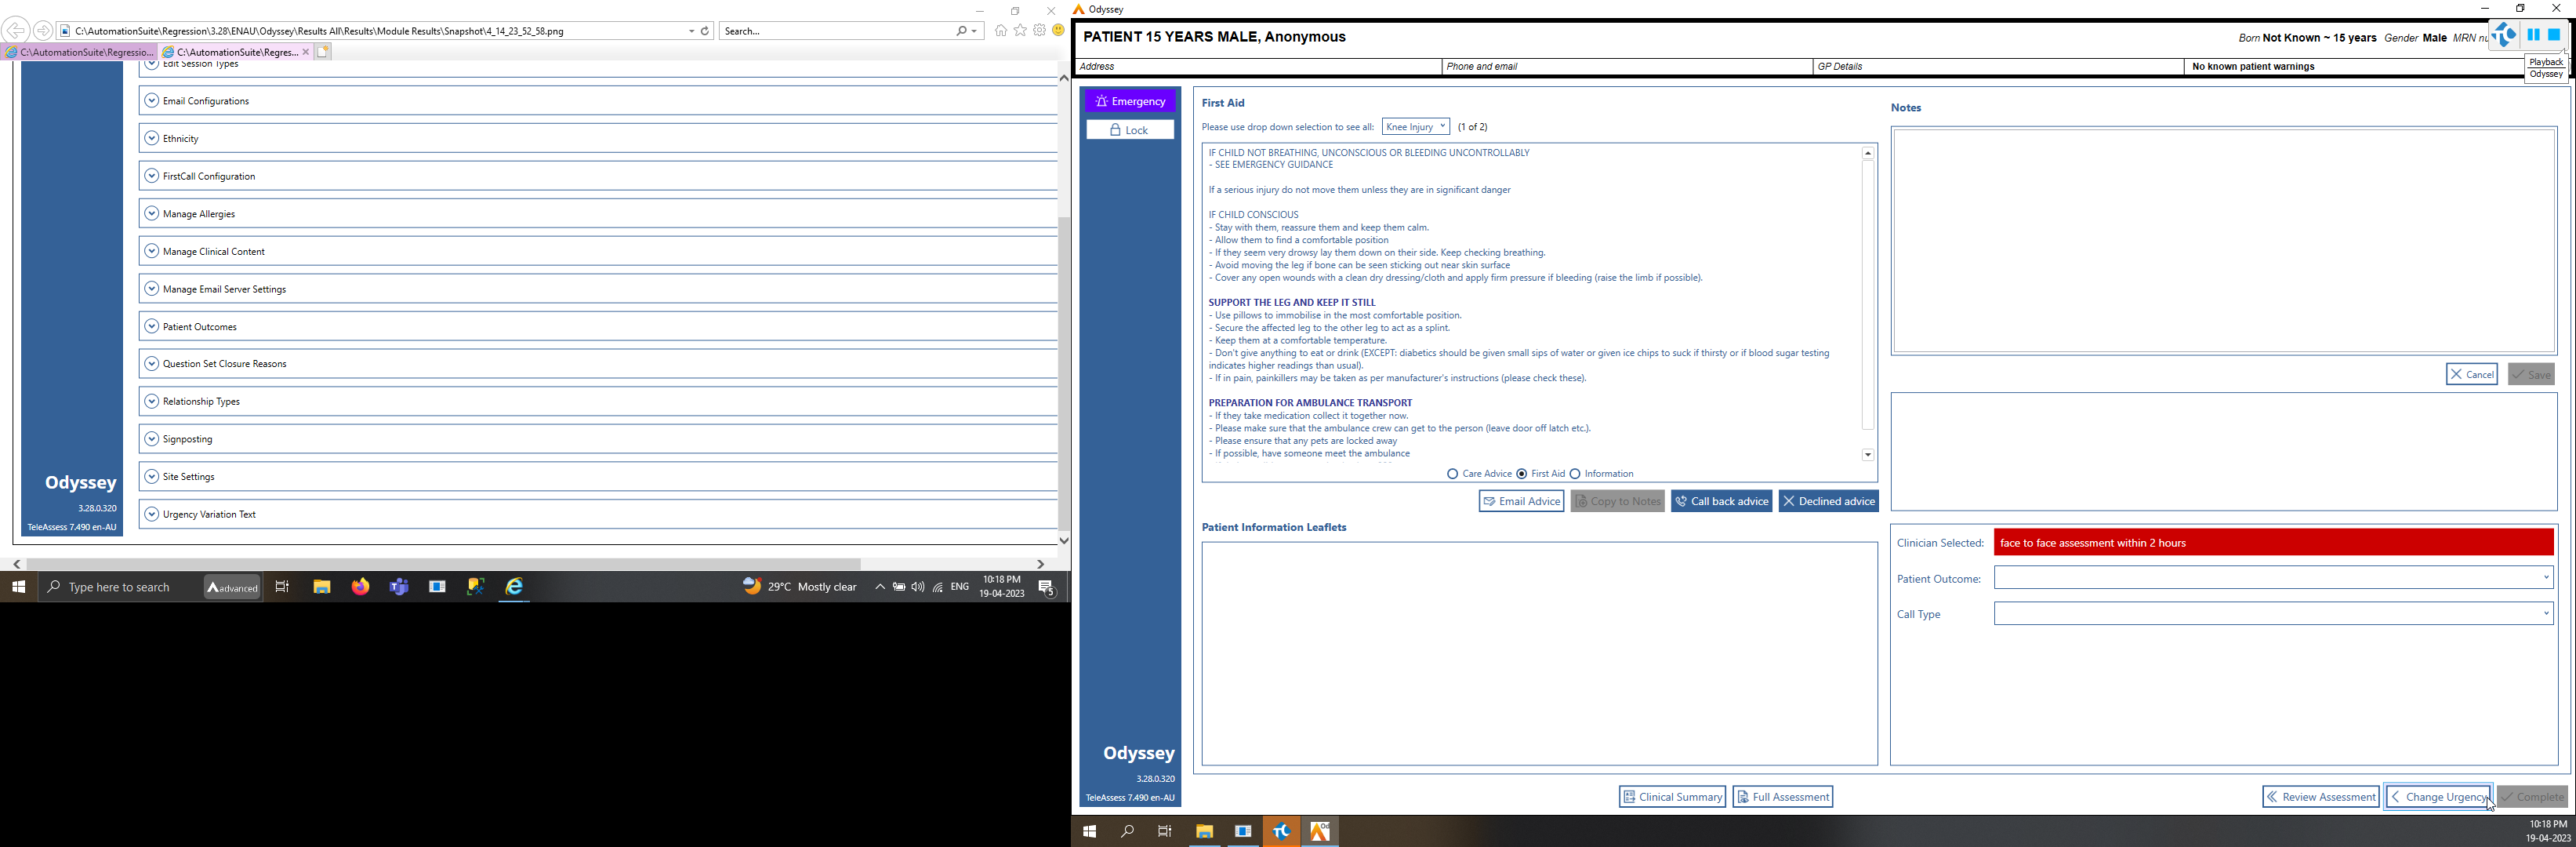 C:\AutomationSuite\Regression\3.28\ENAU\Odyssey\Results All\Results\Module Results\Snapshot\4_14_23_52_58.png
Search...
C:\AutomationSuite\Regressio...
C:\AutomationSuite\Regres...
Edit Session Types
Email Configurations
Ethnicity
FirstCall Configuration
Manage Allergies
Manage Clinical Content
Manage Email Server Settings
Patient Outcomes
Question Set Closure Reasons
Relationship Types
Signposting
Site Settings
Urgency Variation Text
Odyssey
3.28.0.320
TeleAssess 7.490 en-AU
Type here to search
advanced
29°C Mostly clear
ENG
10:18 PM
19-04-2023
5
Odyssey
PATIENT 15 YEARS MALE, Anonymous
Born Not Known ~ 15 years Gender Male MRN
Playback
Odyssey
Address
Phone and email
GP Details
No known patient warnings
Emergency
Lock
First Aid
Please use drop down selection to see all: Knee Injury (1 of 2)
IF CHILD NOT BREATHING, UNCONSCIOUS OR BLEEDING UNCONTROLLABLY
- SEE EMERGENCY GUIDANCE
If a serious injury do not move them unless they are in significant danger
IF CHILD CONSCIOUS
- Stay with them, reassure them and keep them calm.
- Allow them to find a comfortable position
- If they seem very drowsy lay them down on their side. Keep checking breathing.
- Avoid moving the leg if bone can be seen sticking out near skin surface
- Cover any open wounds with a clean dry dressing/cloth and apply firm pressure if bleeding (raise the limb if possible).
SUPPORT THE LEG AND KEEP IT STILL
- Use pillows to immobilise in the most comfortable position.
- Secure the affected leg to the other leg to act as a splint.
- Keep them at a comfortable temperature.
- Don't give anything to eat or drink (EXCEPT: diabetics should be given small sips of water or given ice chips to suck if thirsty or if blood sugar testing
indicates higher readings than usual).
- If in pain, painkillers may be taken as per manufacturer's instructions (please check these).
PREPARATION FOR AMBULANCE TRANSPORT
- If they take medication collect it together now.
- Please make sure that the ambulance crew can get to the person (leave door off latch etc.).
- Please ensure that any pets are locked away
- If possible, have someone meet the ambulance
Care Advice First Aid Information
Email Advice Copy to Notes Call back advice Declined advice
Patient Information Leaflets
Notes
Cancel Save
Clinician Selected: face to face assessment within 2 hours
Patient Outcome:
Call Type
Odyssey
3.28.0.320
TeleAssess 7.490 en-AU
Clinical Summary Full Assessment
Review Assessment Change Urgency Complete
10:18 PM
19-04-2023